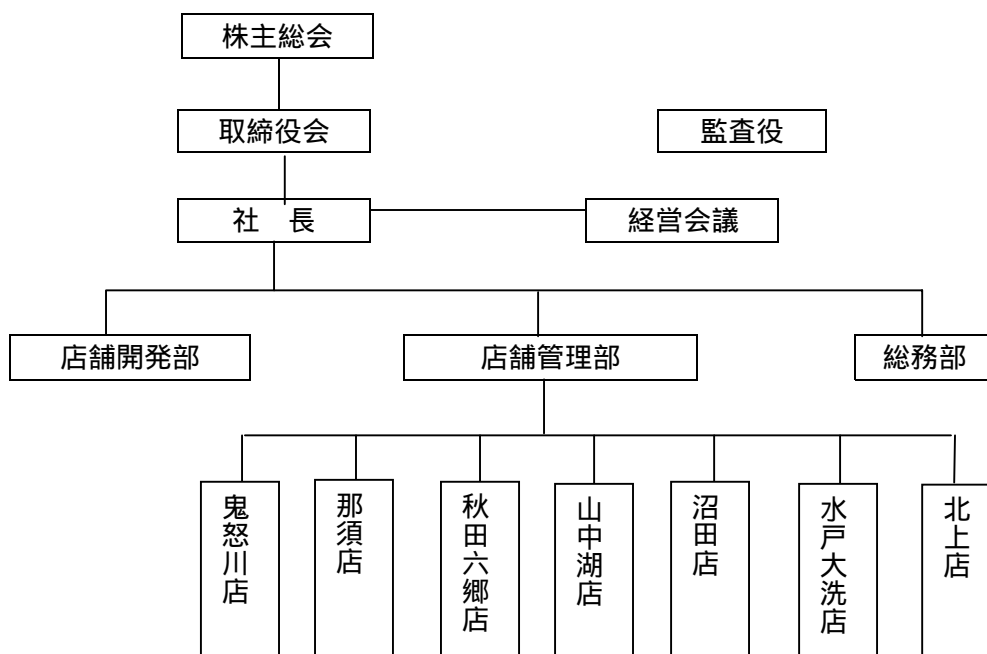 株主総会
取締役会
監査役
社　長
経営会議
店舗開発部
店舗管理部
総務部
鬼怒川店
那須店
秋田六郷店
山中湖店
沼田店
水戸大洗店
北上店